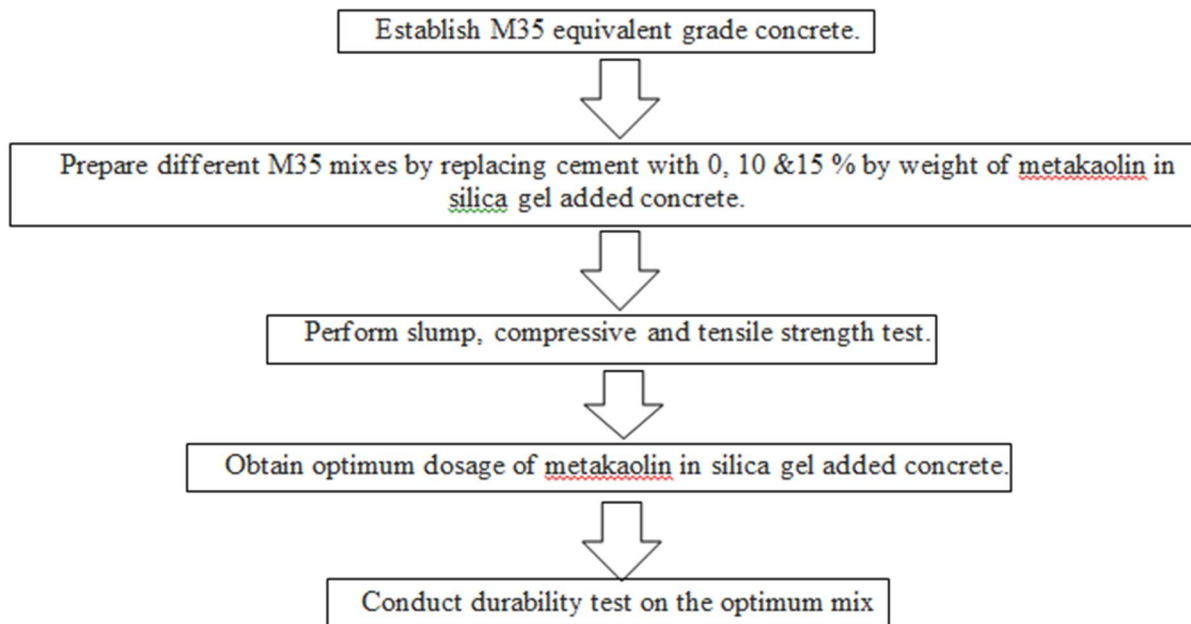 Establish M35 equivalent grade concrete.
Prepare different M35 mixes by replacing cement with 0, 10 &15 % by weight of metakaolin in
silica gel added concrete.
Perform slump, compressive and tensile strength test.
Obtain optimum dosage of metakaolin in silica gel added concrete.
Conduct durability test on the optimum mix